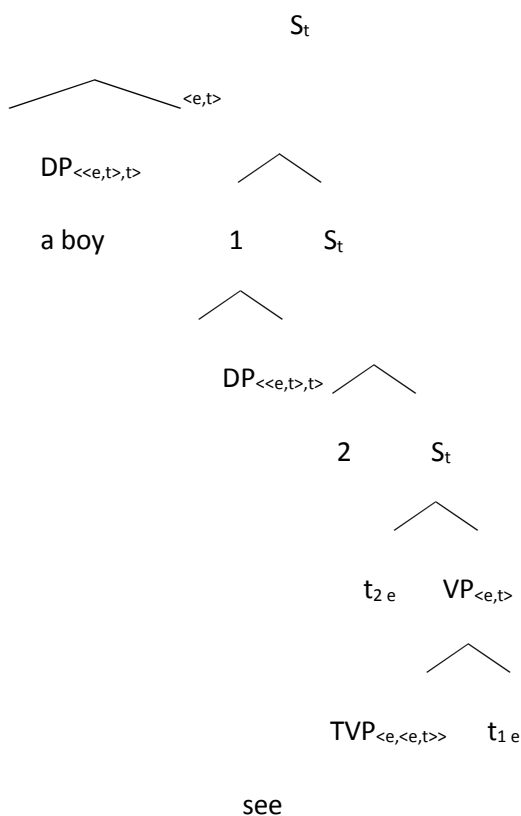 Sₜ
<e,t>
DP<<e,t>,t>
a boy 1 Sₜ
DP<<e,t>,t>
2 Sₜ
t₂ e VP<e,t>
TVP<e,<e,t>> t₁ e
see